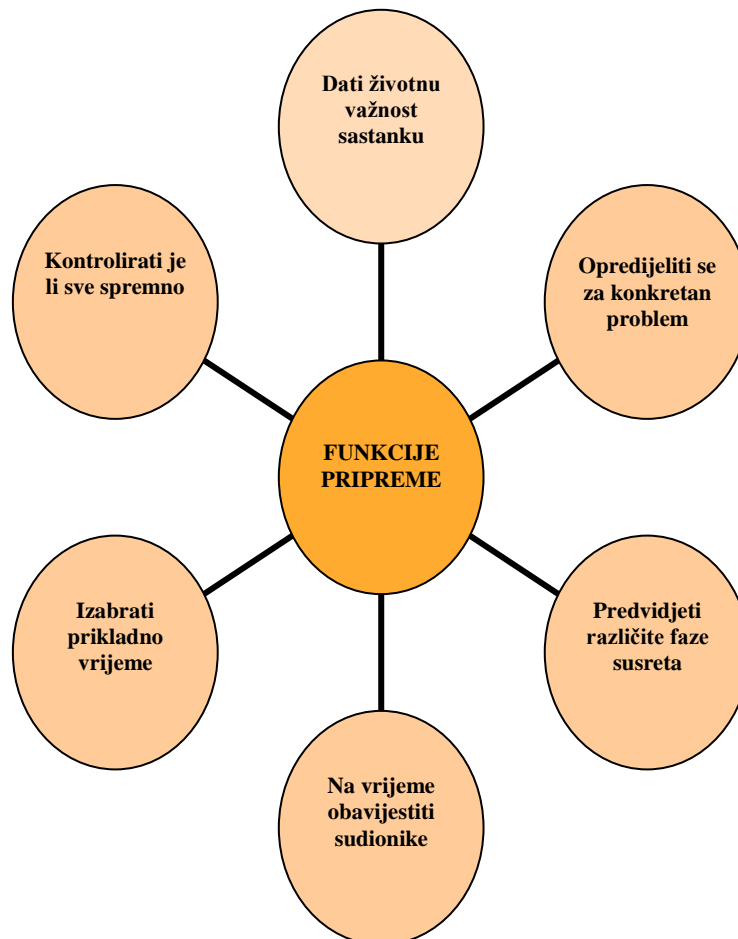 Dati životnu
važnost
sastanku
Kontrolirati je
li sve spremno
Opredijeliti se
za konkretan
problem
FUNKCIJE
PRIPREME
Izabrati
prikladno
vrijeme
Predvidjeti
različite faze
susreta
Na vrijeme
obavijestiti
sudionike